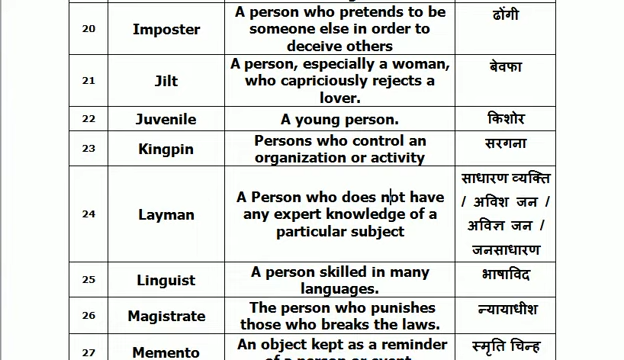 20 Imposter A person who pretends to be someone else in order to deceive others ढोंगी
21 Jilt A person, especially a woman, who capriciously rejects a lover. बेवफा
22 Juvenile A young person. किशोर
23 Kingpin Persons who control an organization or activity सरगना
24 Layman A Person who does not have any expert knowledge of a particular subject साधारण व्यक्ति / अविश जन / अविज्ञ जन / जनसाधारण
25 Linguist A person skilled in many languages. भाषाविद
26 Magistrate The person who punishes those who breaks the laws. न्यायाधीश
27 Memento An object kept as a reminder of a person or event स्मृति चिन्ह